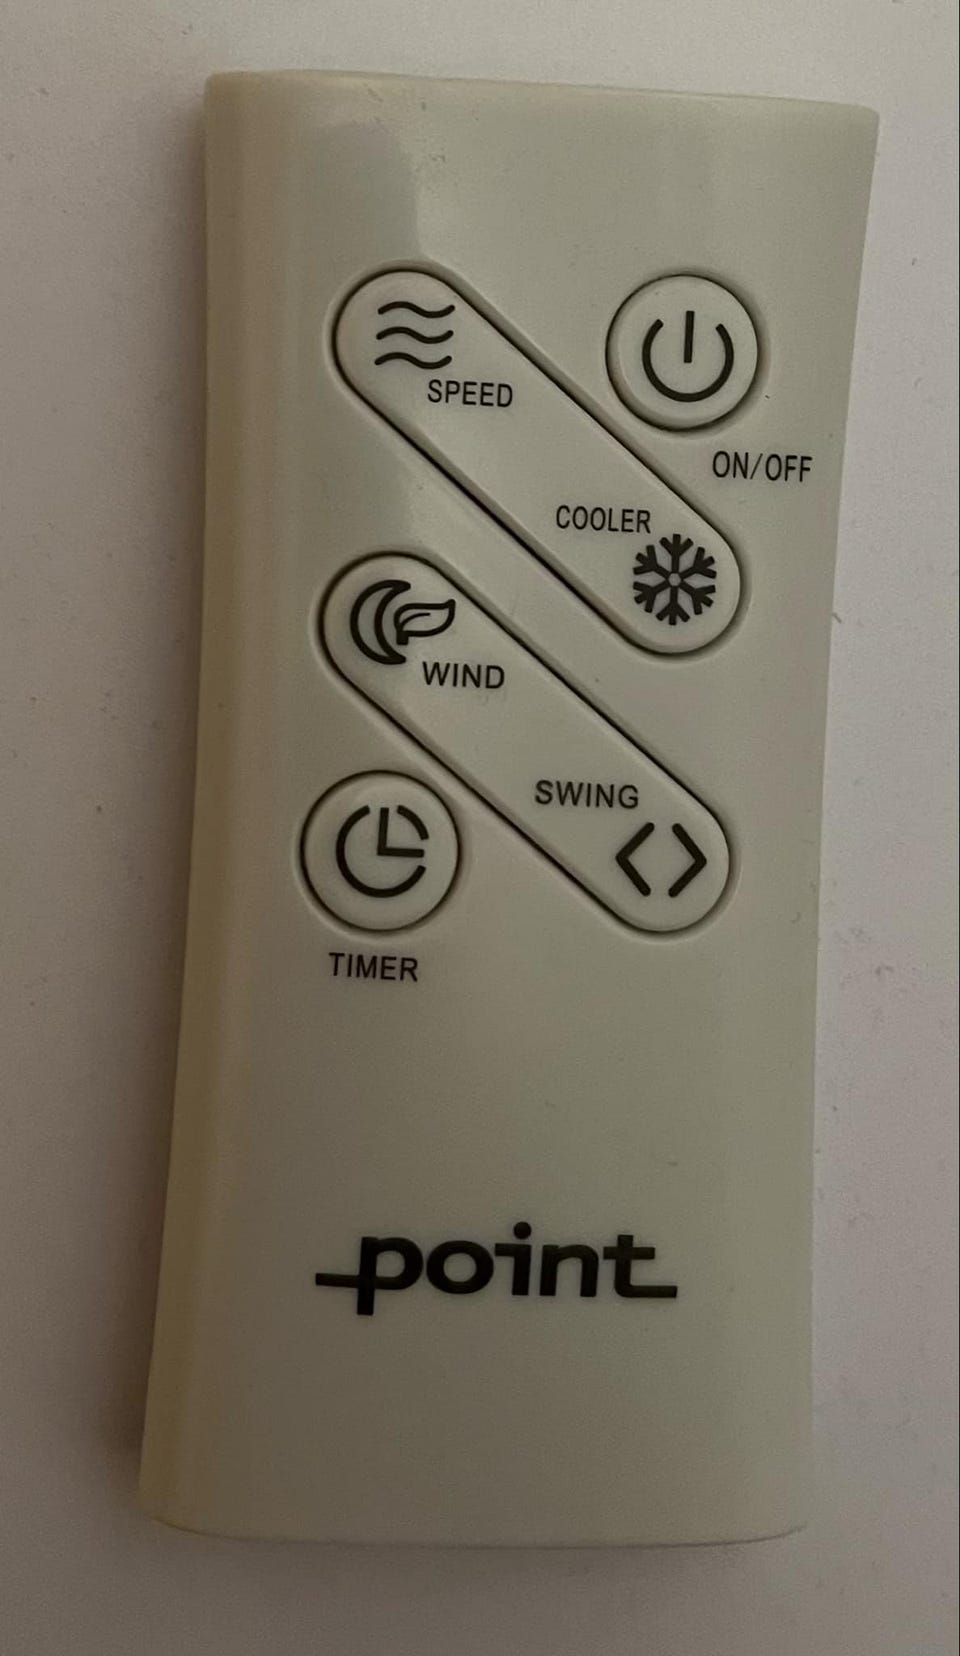 SPEED
ON/OFF
COOLER
WIND
SWING
TIMER
point